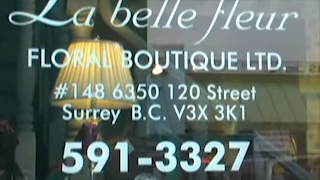 La belle fleur
FLORAL BOUTIQUE LTD.
#148 6350 120 Street
Surrey B.C. V3X 3K1
591-3327